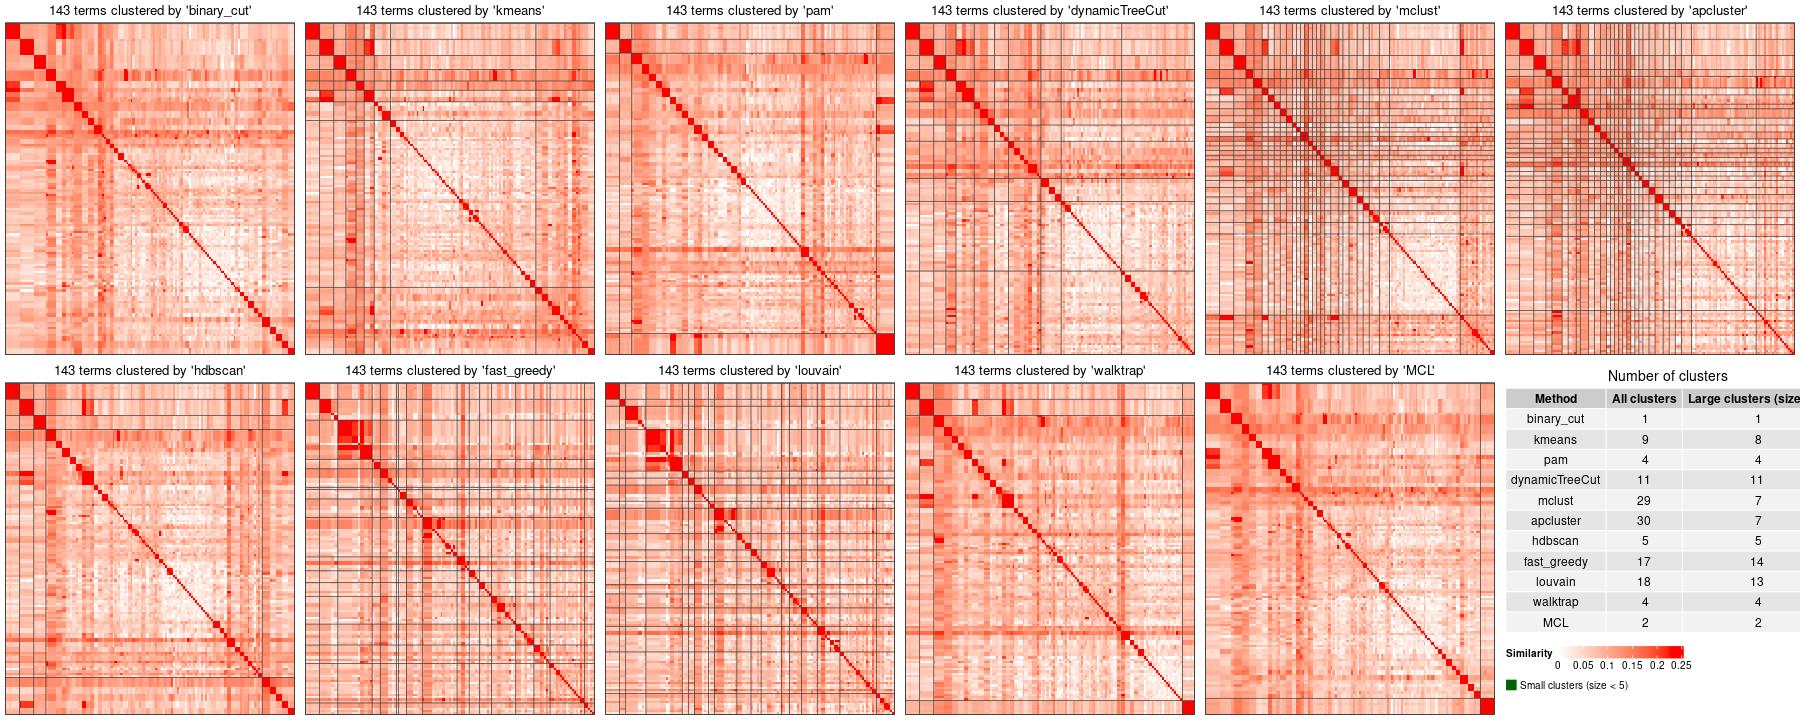 143 terms clustered by 'binary_cut'
143 terms clustered by 'kmeans'
143 terms clustered by 'pam'
143 terms clustered by 'dynamicTreeCut'
143 terms clustered by 'mclust'
143 terms clustered by 'apcluster'
143 terms clustered by 'hdbscan'
143 terms clustered by 'fast_greedy'
143 terms clustered by 'louvain'
143 terms clustered by 'walktrap'
143 terms clustered by 'MCL'
Number of clusters
Method All clusters Large clusters (size
binary_cut 1 1
kmeans 9 8
pam 4 4
dynamicTreeCut 11 11
mclust 29 7
apcluster 30 7
hdbscan 5 5
fast_greedy 17 14
louvain 18 13
walktrap 4 4
MCL 2 2
Similarity
0 0.05 0.1 0.15 0.2 0.25
Small clusters (size < 5)